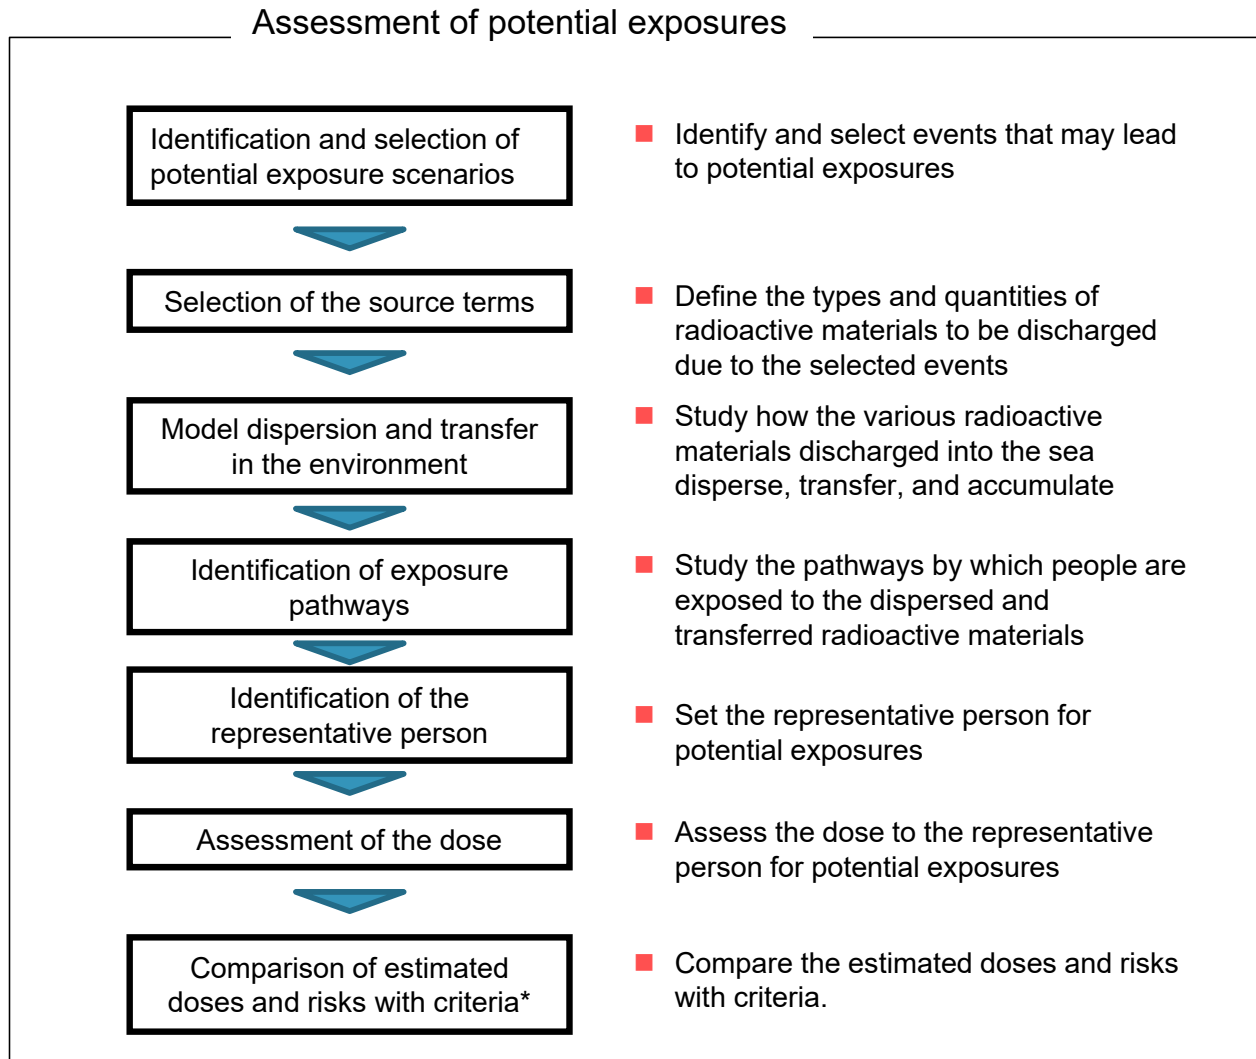 Assessment of potential exposures
Identification and selection of
potential exposure scenarios
Identify and select events that may lead
to potential exposures
Selection of the source terms
Define the types and quantities of
radioactive materials to be discharged
due to the selected events
Model dispersion and transfer
in the environment
Study how the various radioactive
materials discharged into the sea
disperse, transfer, and accumulate
Identification of exposure
pathways
Study the pathways by which people are
exposed to the dispersed and
transferred radioactive materials
Identification of the
representative person
Set the representative person for
potential exposures
Assessment of the dose
Assess the dose to the representative
person for potential exposures
Comparison of estimated
doses and risks with criteria*
Compare the estimated doses and risks
with criteria.